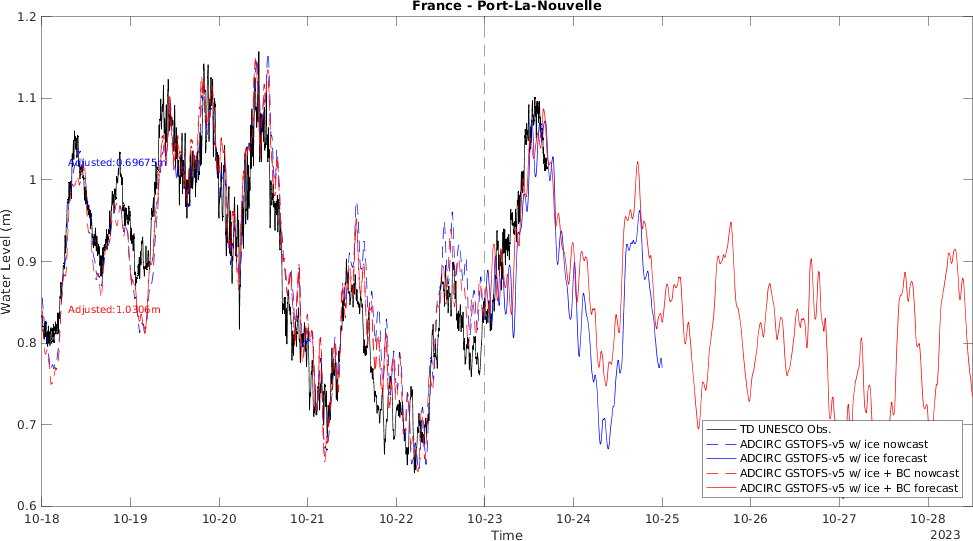 France - Port-La-Nouvelle
1.2
1.1
1
0.9
0.8
0.7
0.6
Water Level (m)
Adjusted:0.69675m
Adjusted:1.0306m
TD UNESCO Obs.
ADCIRC GSTOFS-v5 w/ ice nowcast
ADCIRC GSTOFS-v5 w/ ice forecast
ADCIRC GSTOFS-v5 w/ ice + BC nowcast
ADCIRC GSTOFS-v5 w/ ice + BC forecast
10-18 10-19 10-20 10-21 10-22 10-23 10-24 10-25 10-26 10-27 10-28
Time
2023